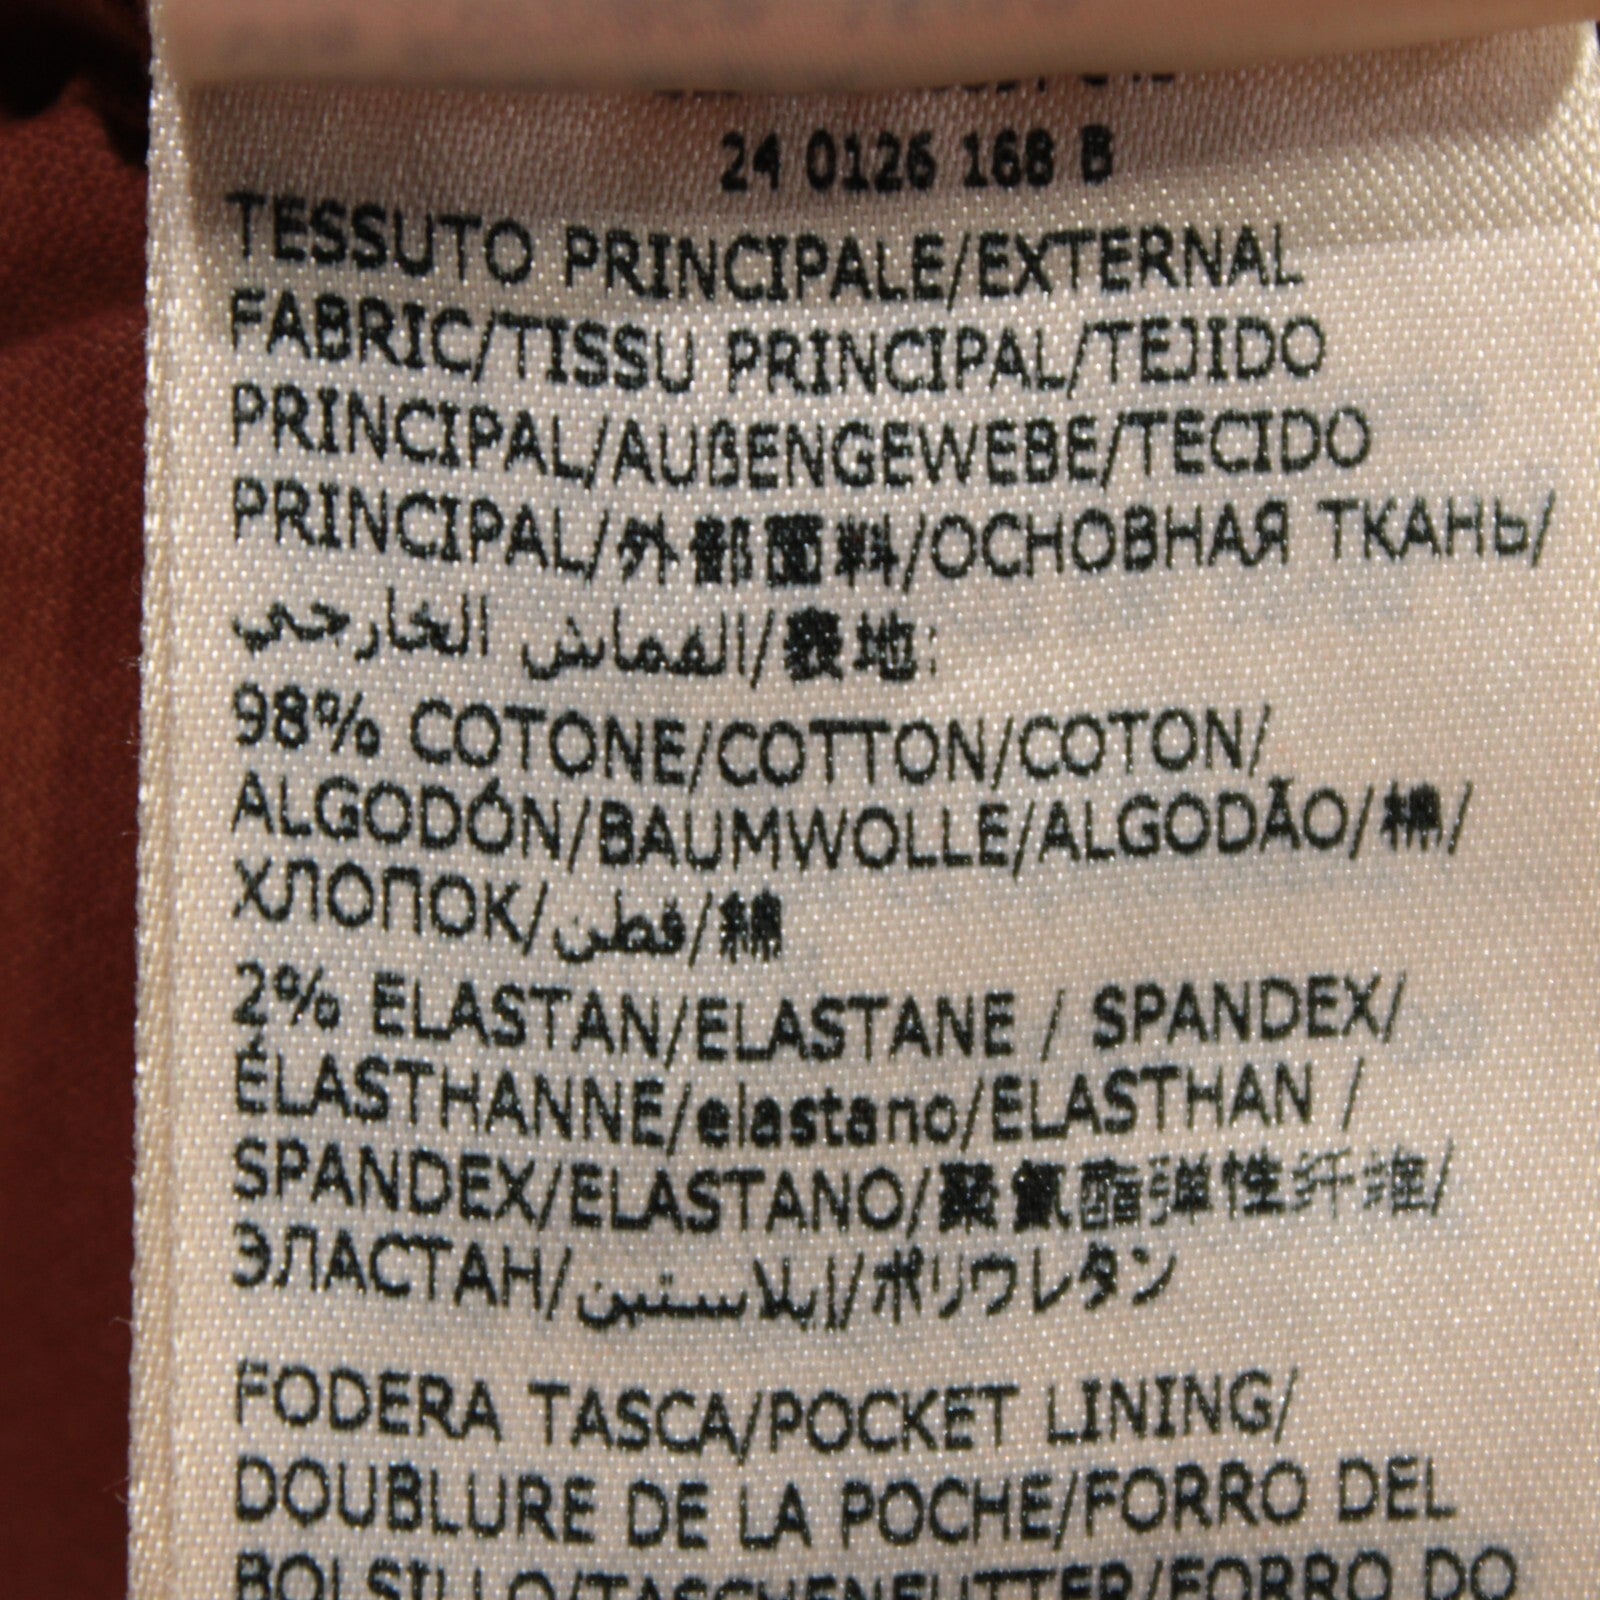 24 0126 168 B
TESSUTO PRINCIPALE/EXTERNAL
FABRIC/TISSU PRINCIPAL/TEJIDO
PRINCIPAL/AUßENGEWEBE/TECIDO
PRINCIPAL/外部面料/ОСНОВНАЯ ТКАНЬ/
القماش الخارجي/表地:
98% COTONE/COTTON/COTON/
ALGODÓN/BAUMWOLLE/ALGODÃO/棉/
ХЛОПОК/قطن/綿
2% ELASTAN/ELASTANE / SPANDEX/
ÉLASTHANNE/elastano/ELASTHAN /
SPANDEX/ELASTANO/聚氨酯弹性纤维/
ЭЛАСТАН/إيلاستين/ポリウレタン
FODERA TASCA/POCKET LINING/
DOUBLURE DE LA POCHE/FORRO DEL
BOLSILLO/TASCHENFUTTER/FORRO DO